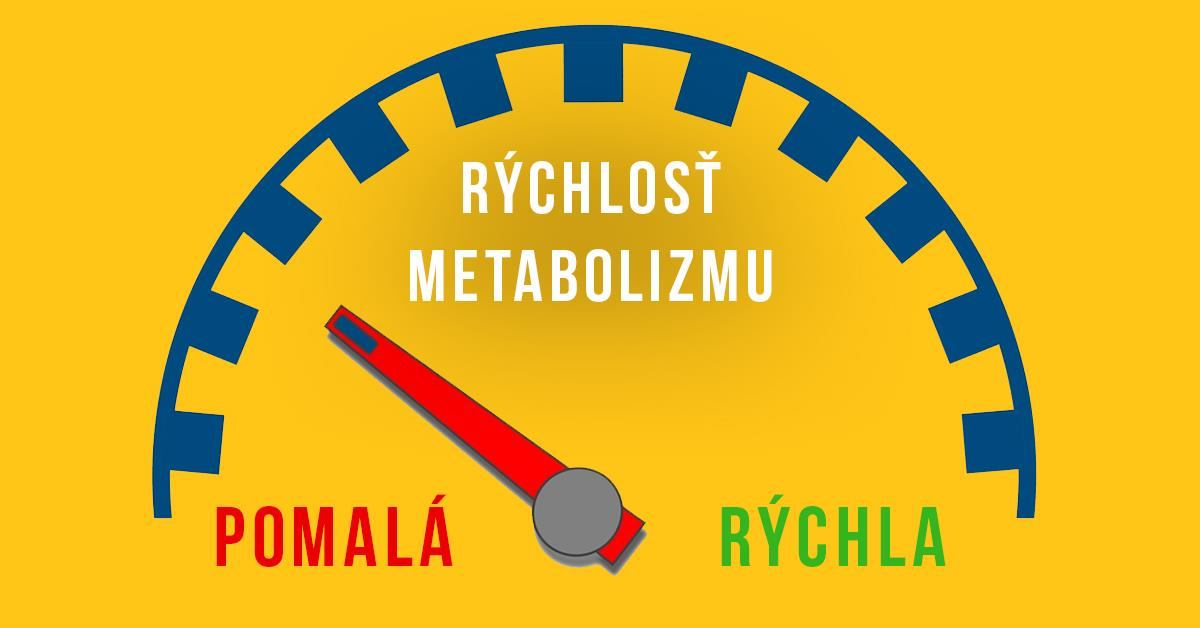 RÝCHLOSŤ
METABOLIZMU
POMALÁ
RÝCHLA